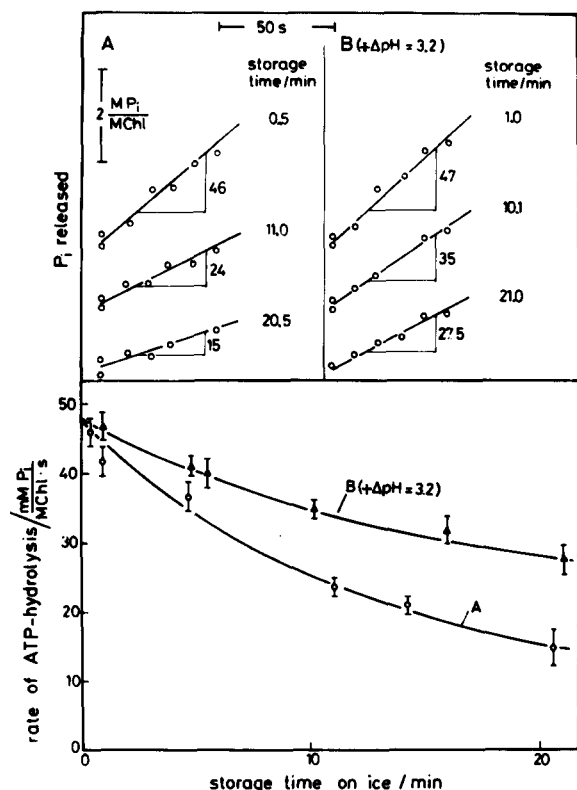 50 s
A
B (+ΔpH = 3.2)
storage
time/min
storage
time/min
2 M Pi / MChl
0.5
1.0
46
47
11.0
10.1
24
35
20.5
21.0
15
27.5
Pi released
50
40
30
20
10
0
B (+ΔpH = 3.2)
A
rate of ATP-hydrolysis / mM Pi / MChl·s
0
10
20
storage time on ice / min